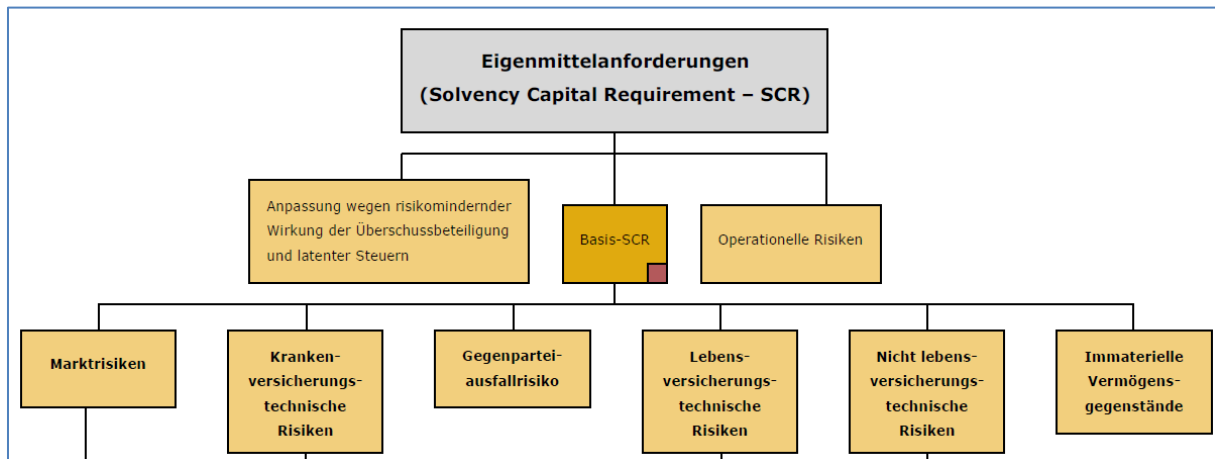 Eigenmittelanforderungen
(Solvency Capital Requirement – SCR)
Anpassung wegen risikomindernder
Wirkung der Überschussbeteiligung
und latenter Steuern
Basis-SCR
Operationelle Risiken
Marktrisiken
Kranken-
versicherungs-
technische
Risiken
Gegenpartei-
ausfallrisiko
Lebens-
versicherungs-
technische
Risiken
Nicht lebens-
versicherungs-
technische
Risiken
Immaterielle
Vermögens-
gegenstände